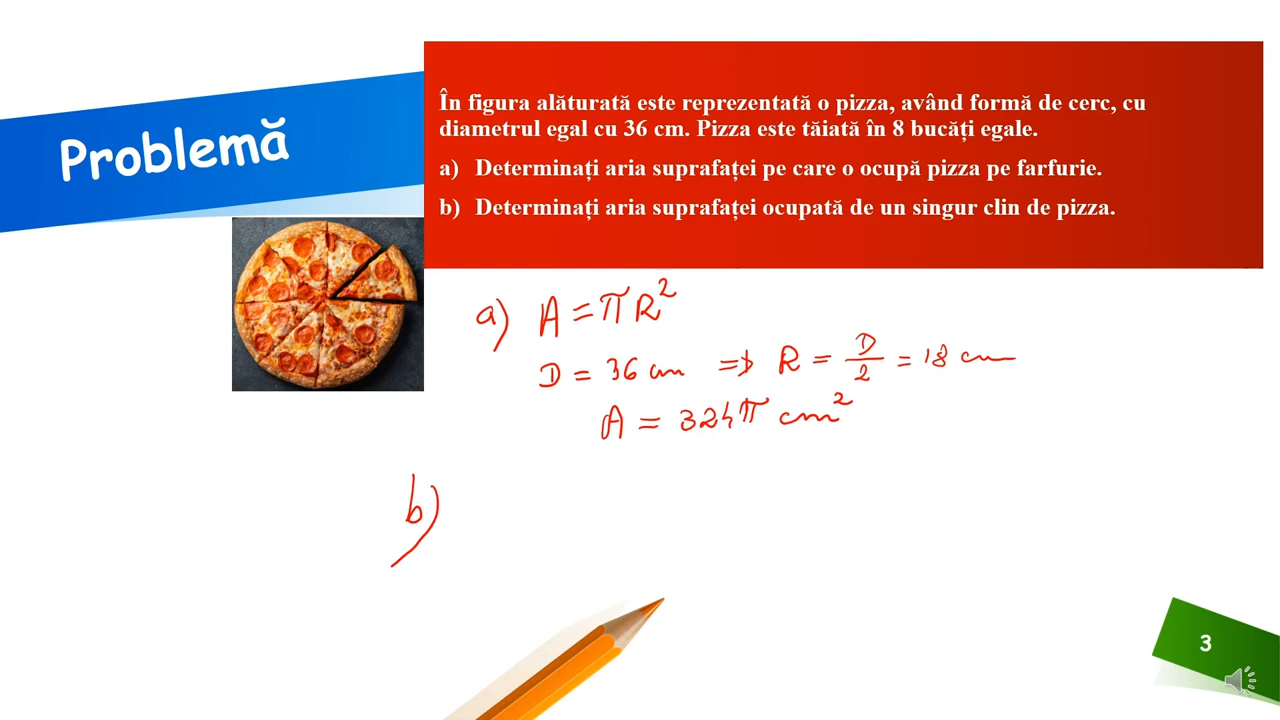 Problemă
În figura alăturată este reprezentată o pizza, având formă de cerc, cu
diametrul egal cu 36 cm. Pizza este tăiată în 8 bucăți egale.
a) Determinați aria suprafaței pe care o ocupă pizza pe farfurie.
b) Determinați aria suprafaței ocupată de un singur clin de pizza.
a) A = πR²
D = 36 cm ⇒ R = D/2 = 18 cm
A = 324π cm²
b)
3